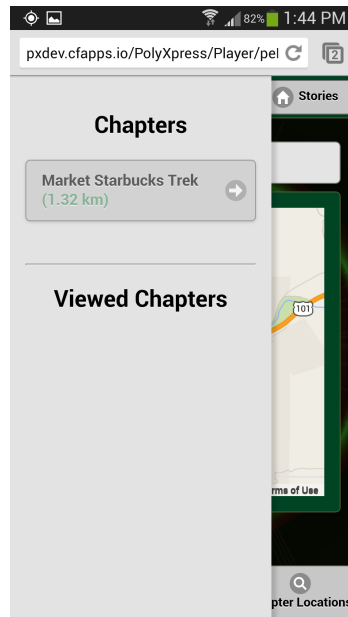 82% 1:44 PM
pxdev.cfapps.io/PolyXpress/Player/pel
2
Stories
Chapters
Market Starbucks Trek
(1.32 km)
Viewed Chapters
101
rms of Use
pter Locations